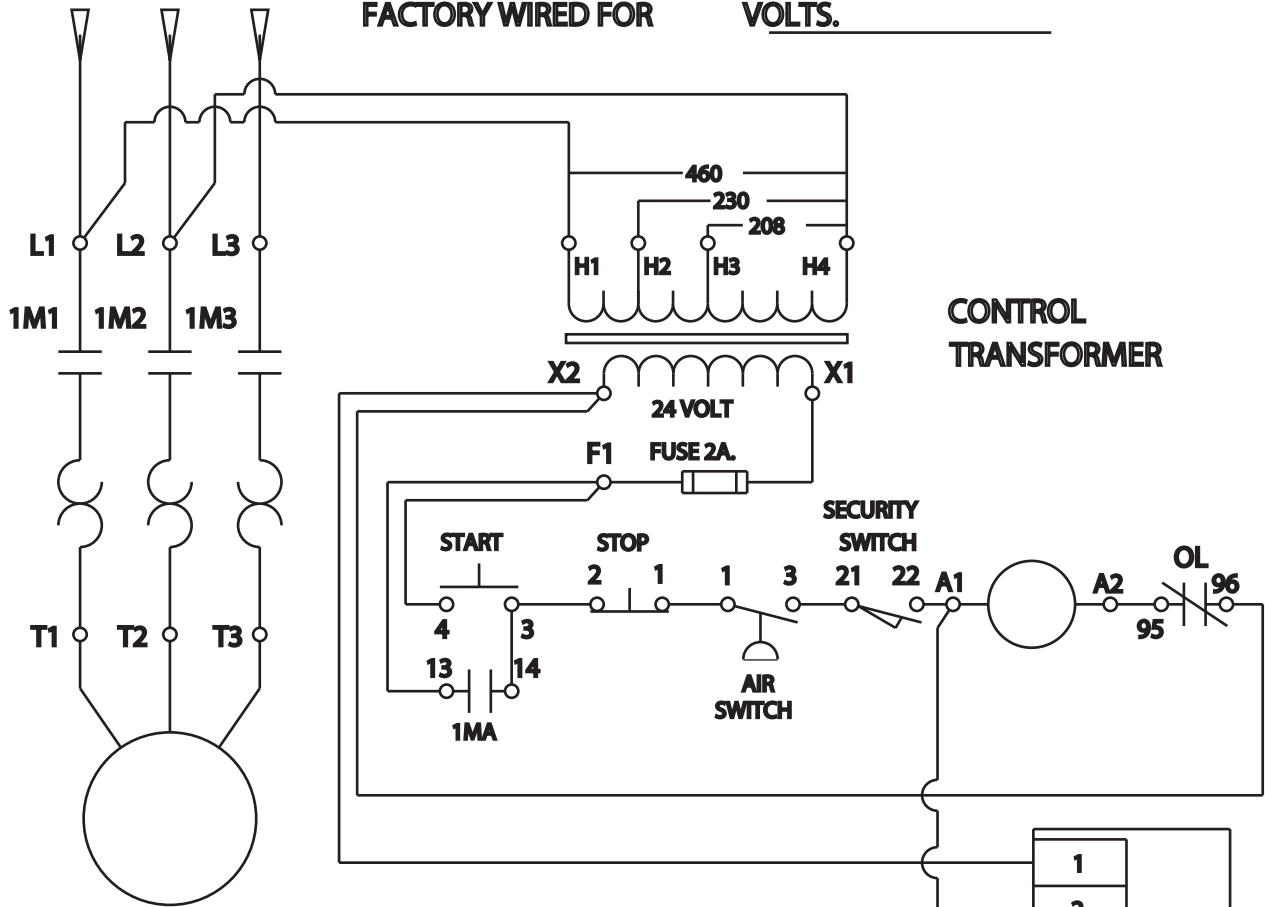 FACTORY WIRED FOR VOLTS.
460
230
208
L1 L2 L3
H1 H2 H3 H4
1M1 1M2 1M3
CONTROL
TRANSFORMER
X2 X1
24 VOLT
F1 FUSE 2A.
SECURITY
SWITCH
START STOP
2 1 1 3 21 22 A1 A2 OL 96
4 3 95
T1 T2 T3
13 14
AIR
SWITCH
1MA
1